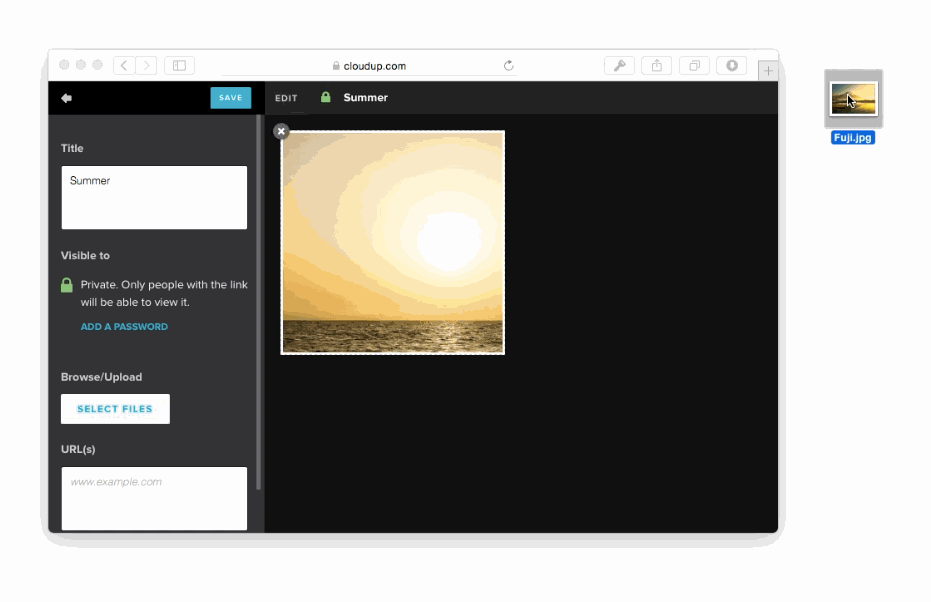 cloudup.com
SAVE
EDIT
Summer
Title
Summer
Visible to
Private. Only people with the link
will be able to view it.
ADD A PASSWORD
Browse/Upload
SELECT FILES
URL(s)
www.example.com
Fuji.jpg